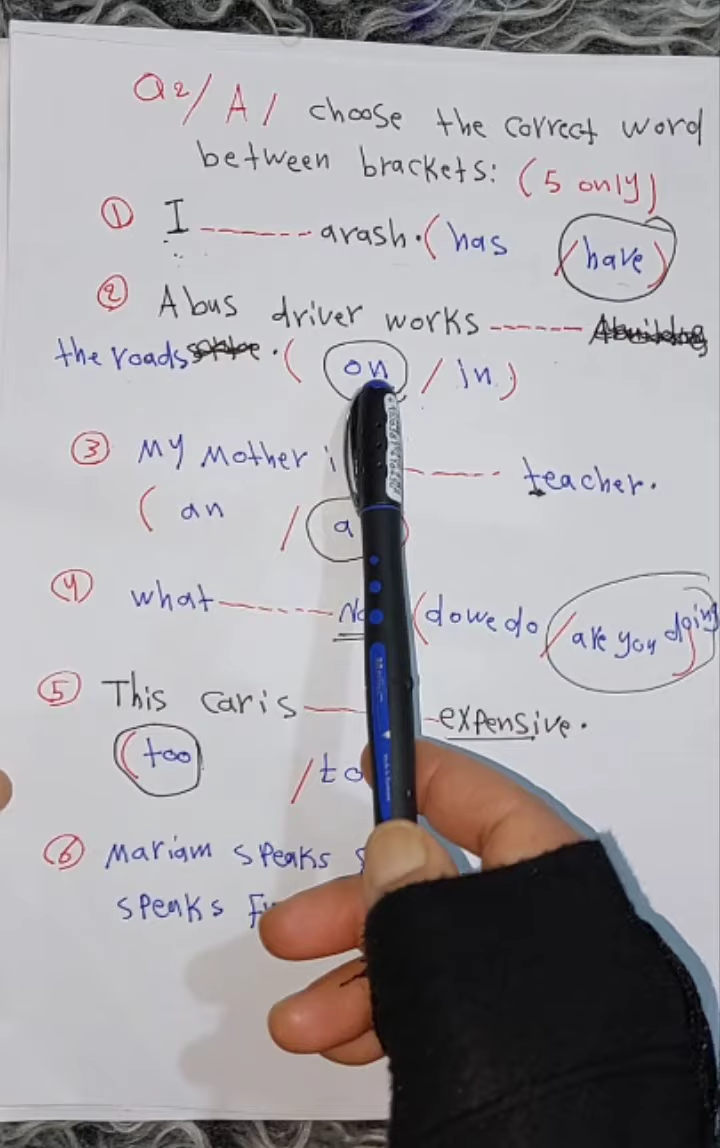 Q2/ A/ choose the correct word
between brackets: (5 only)
① I ------- arash. (has / have)
② A bus driver works ------
the roads. ( on / in )
③ My Mother ------ teacher.
( an / a )
④ what ------- (do we do / are you doing
⑤ This car is ------ expensive.
(too /
⑥ Mariam speaks
speaks